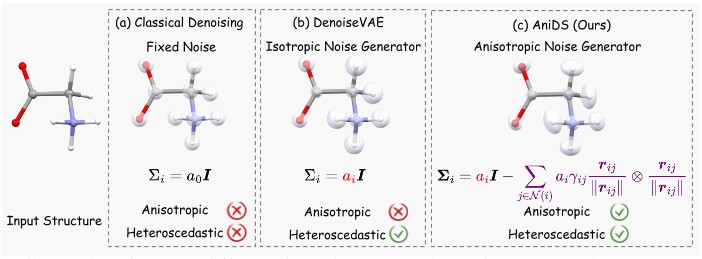 Input Structure
(a) Classical Denoising
Fixed Noise
Σᵢ = a₀I
Anisotropic
Heteroscedastic
(b) DenoiseVAE
Isotropic Noise Generator
Σᵢ = aᵢI
Anisotropic
Heteroscedastic
(c) AniDS (Ours)
Anisotropic Noise Generator
Σᵢ = aᵢI − ∑_{j∈𝒩(i)} aᵢγᵢⱼ rᵢⱼ/‖rᵢⱼ‖ ⊗ rᵢⱼ/‖rᵢⱼ‖
Anisotropic
Heteroscedastic